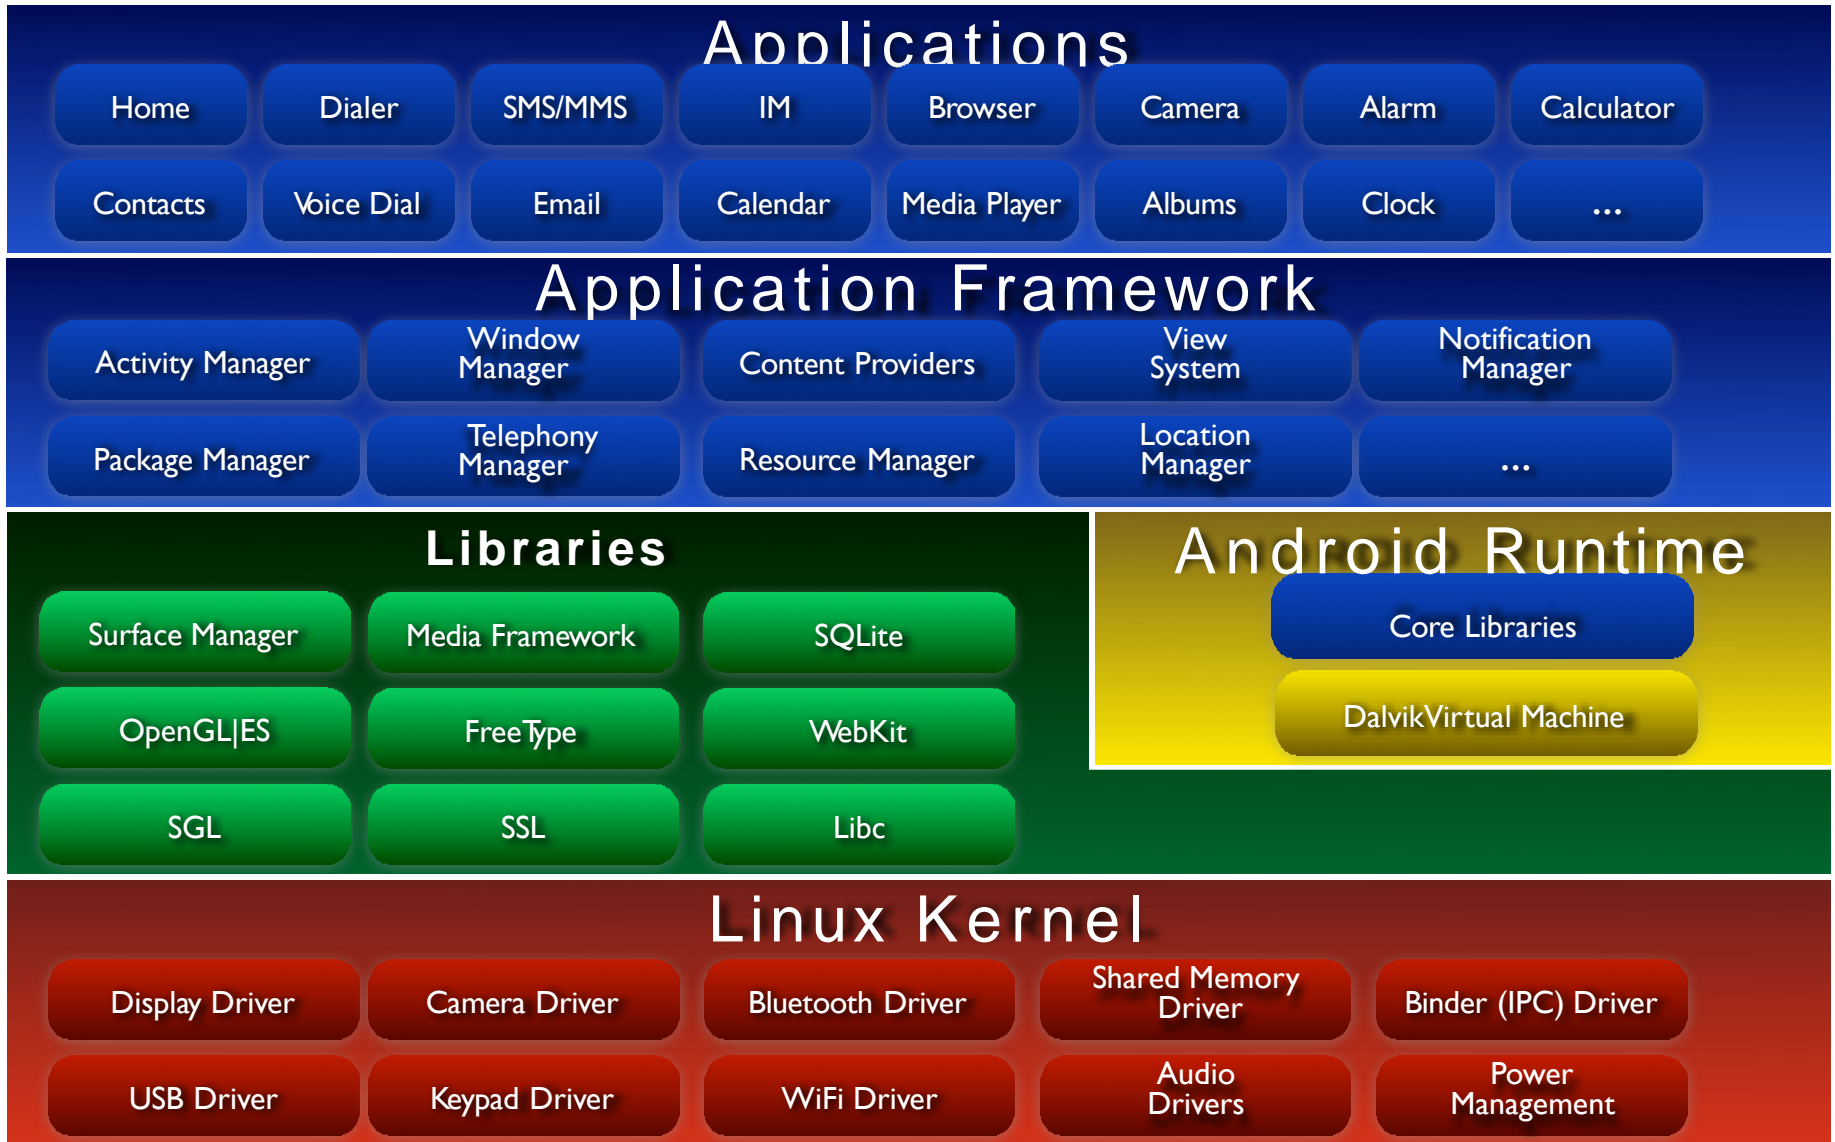 Applications
Home
Dialer
SMS/MMS
IM
Browser
Camera
Alarm
Calculator
Contacts
Voice Dial
Email
Calendar
Media Player
Albums
Clock
...
Application Framework
Activity Manager
Window
Manager
Content Providers
View
System
Notification
Manager
Package Manager
Telephony
Manager
Resource Manager
Location
Manager
...
Libraries
Surface Manager
Media Framework
SQLite
OpenGL|ES
FreeType
WebKit
SGL
SSL
Libc
Android Runtime
Core Libraries
DalvikVirtual Machine
Linux Kernel
Display Driver
Camera Driver
Bluetooth Driver
Shared Memory
Driver
Binder (IPC) Driver
USB Driver
Keypad Driver
WiFi Driver
Audio
Drivers
Power
Management